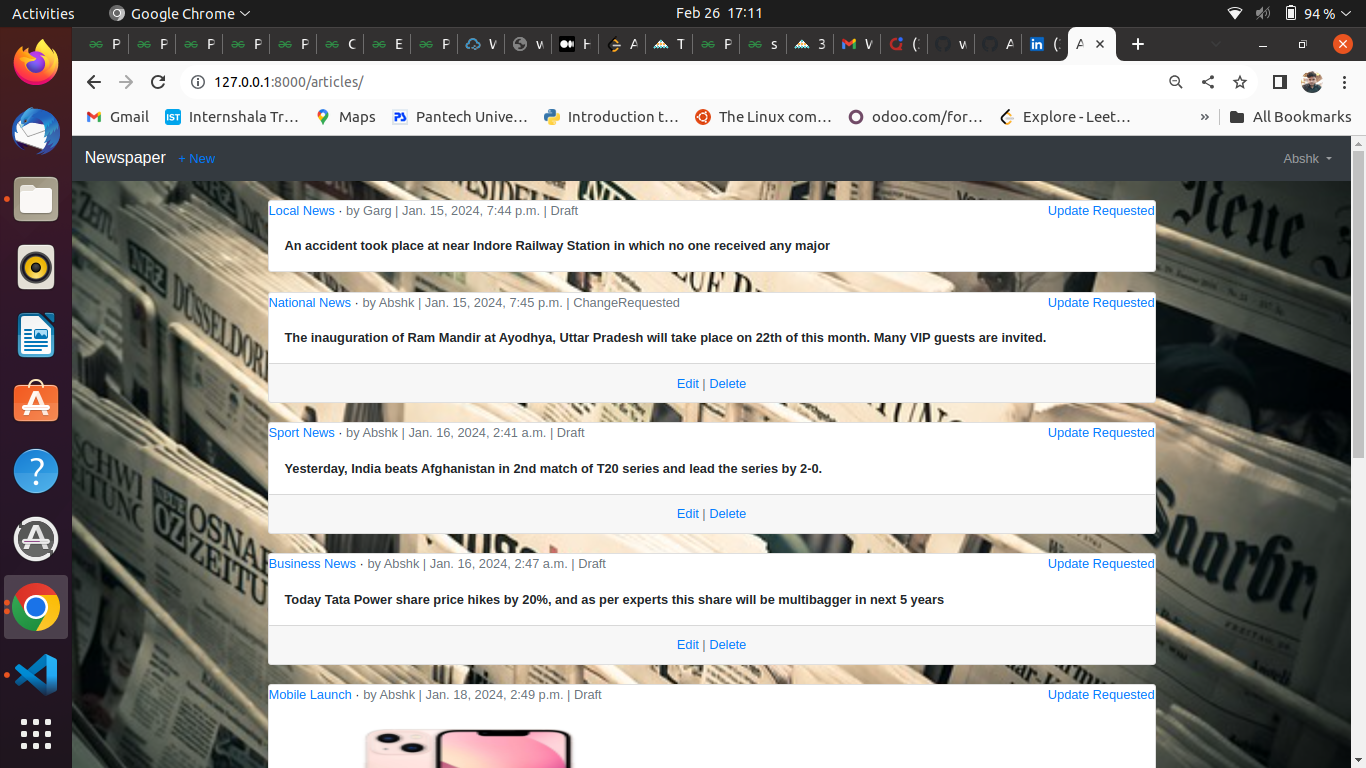 Activities Google Chrome Feb 26 17:11 94 %
P P P P P C E P W w H A T P s 3 W (: w A (: A
127.0.0.1:8000/articles/
Gmail Internshala Tr… Maps Pantech Unive… Introduction t… The Linux com… odoo.com/for… Explore - Leet… » All Bookmarks
Newspaper + New Abshk
Local News · by Garg | Jan. 15, 2024, 7:44 p.m. | Draft Update Requested
An accident took place at near Indore Railway Station in which no one received any major
National News · by Abshk | Jan. 15, 2024, 7:45 p.m. | ChangeRequested Update Requested
The inauguration of Ram Mandir at Ayodhya, Uttar Pradesh will take place on 22th of this month. Many VIP guests are invited.
Edit | Delete
Sport News · by Abshk | Jan. 16, 2024, 2:41 a.m. | Draft Update Requested
Yesterday, India beats Afghanistan in 2nd match of T20 series and lead the series by 2-0.
Edit | Delete
Business News · by Abshk | Jan. 16, 2024, 2:47 a.m. | Draft Update Requested
Today Tata Power share price hikes by 20%, and as per experts this share will be multibagger in next 5 years
Edit | Delete
Mobile Launch · by Abshk | Jan. 18, 2024, 2:49 p.m. | Draft Update Requested